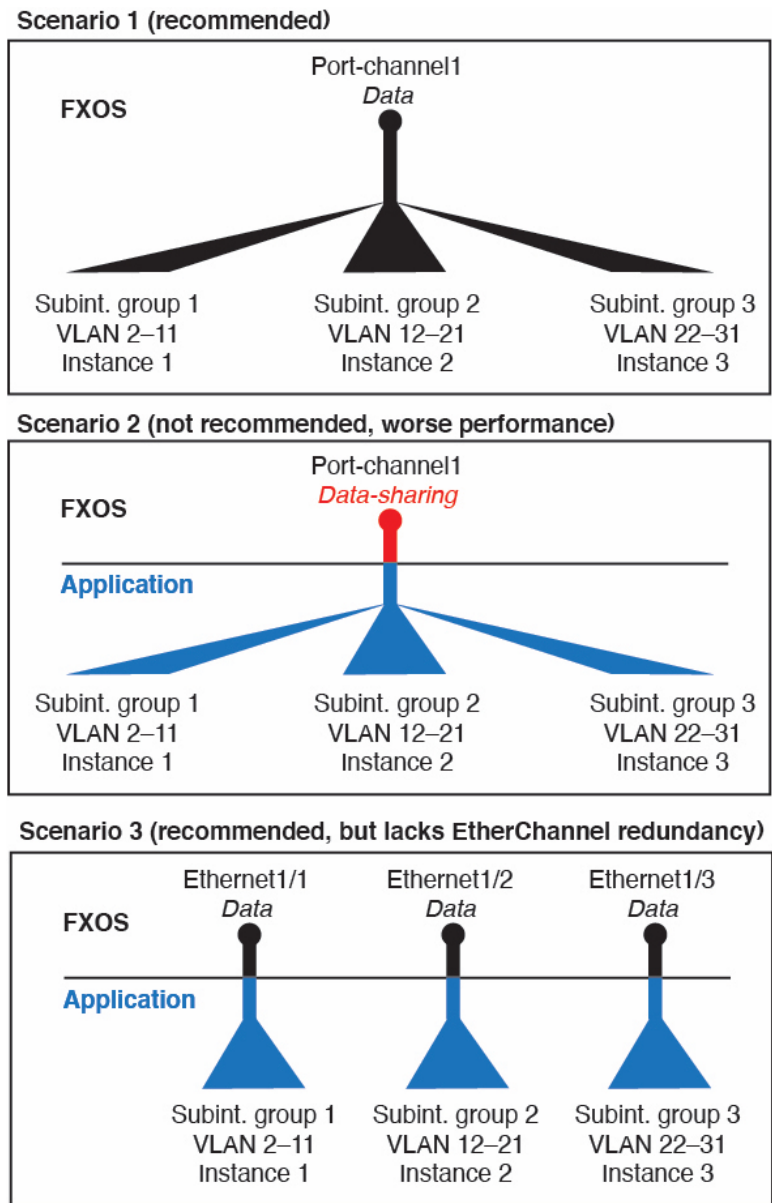 Scenario 1 (recommended)
Port-channel1
Data
FXOS
Subint. group 1
VLAN 2–11
Instance 1
Subint. group 2
VLAN 12–21
Instance 2
Subint. group 3
VLAN 22–31
Instance 3
Scenario 2 (not recommended, worse performance)
Port-channel1
Data-sharing
FXOS
Application
Subint. group 1
VLAN 2–11
Instance 1
Subint. group 2
VLAN 12–21
Instance 2
Subint. group 3
VLAN 22–31
Instance 3
Scenario 3 (recommended, but lacks EtherChannel redundancy)
Ethernet1/1
Data
Ethernet1/2
Data
Ethernet1/3
Data
FXOS
Application
Subint. group 1
VLAN 2–11
Instance 1
Subint. group 2
VLAN 12–21
Instance 2
Subint. group 3
VLAN 22–31
Instance 3